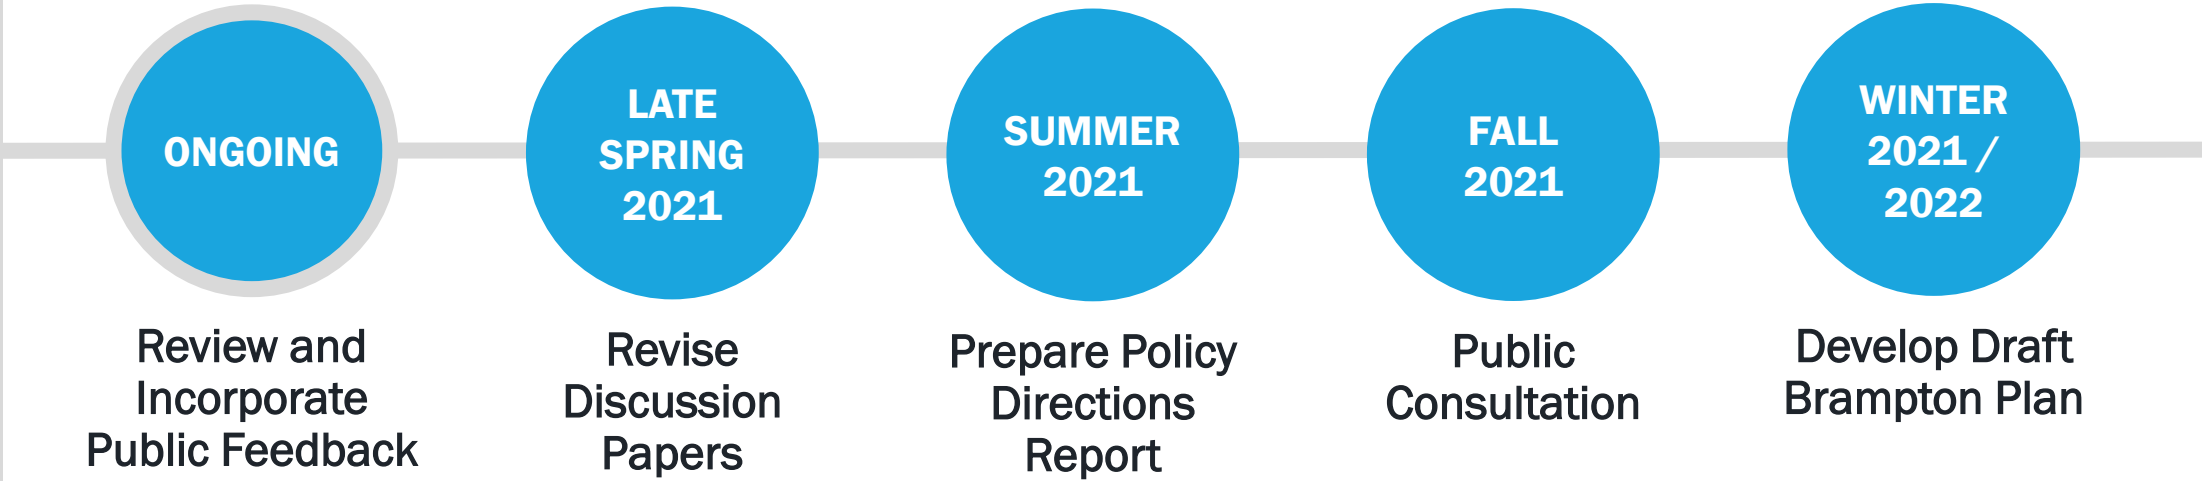 ONGOING
Review and
Incorporate
Public Feedback
LATE
SPRING
2021
Revise
Discussion
Papers
SUMMER
2021
Prepare Policy
Directions
Report
FALL
2021
Public
Consultation
WINTER
2021 /
2022
Develop Draft
Brampton Plan